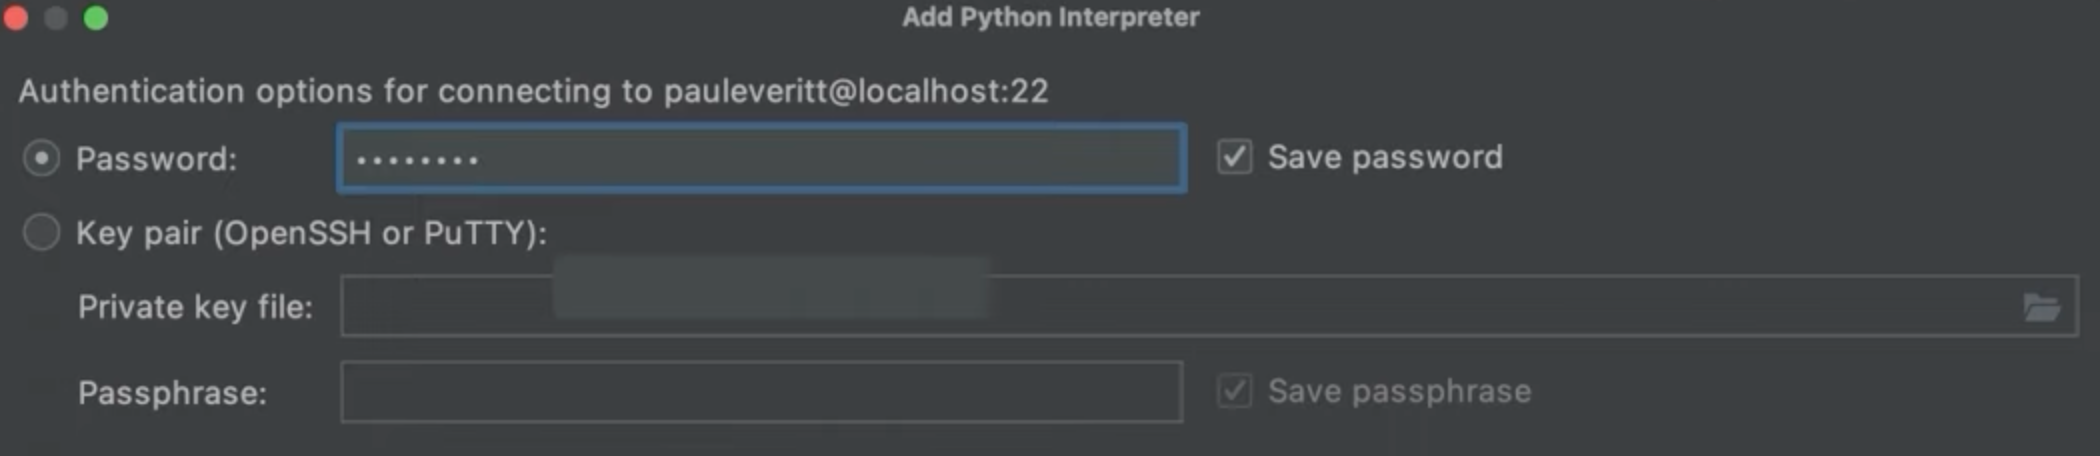 Add Python Interpreter
Authentication options for connecting to pauleveritt@localhost:22
Password: •••••••• Save password
Key pair (OpenSSH or PuTTY):
Private key file:
Passphrase: Save passphrase